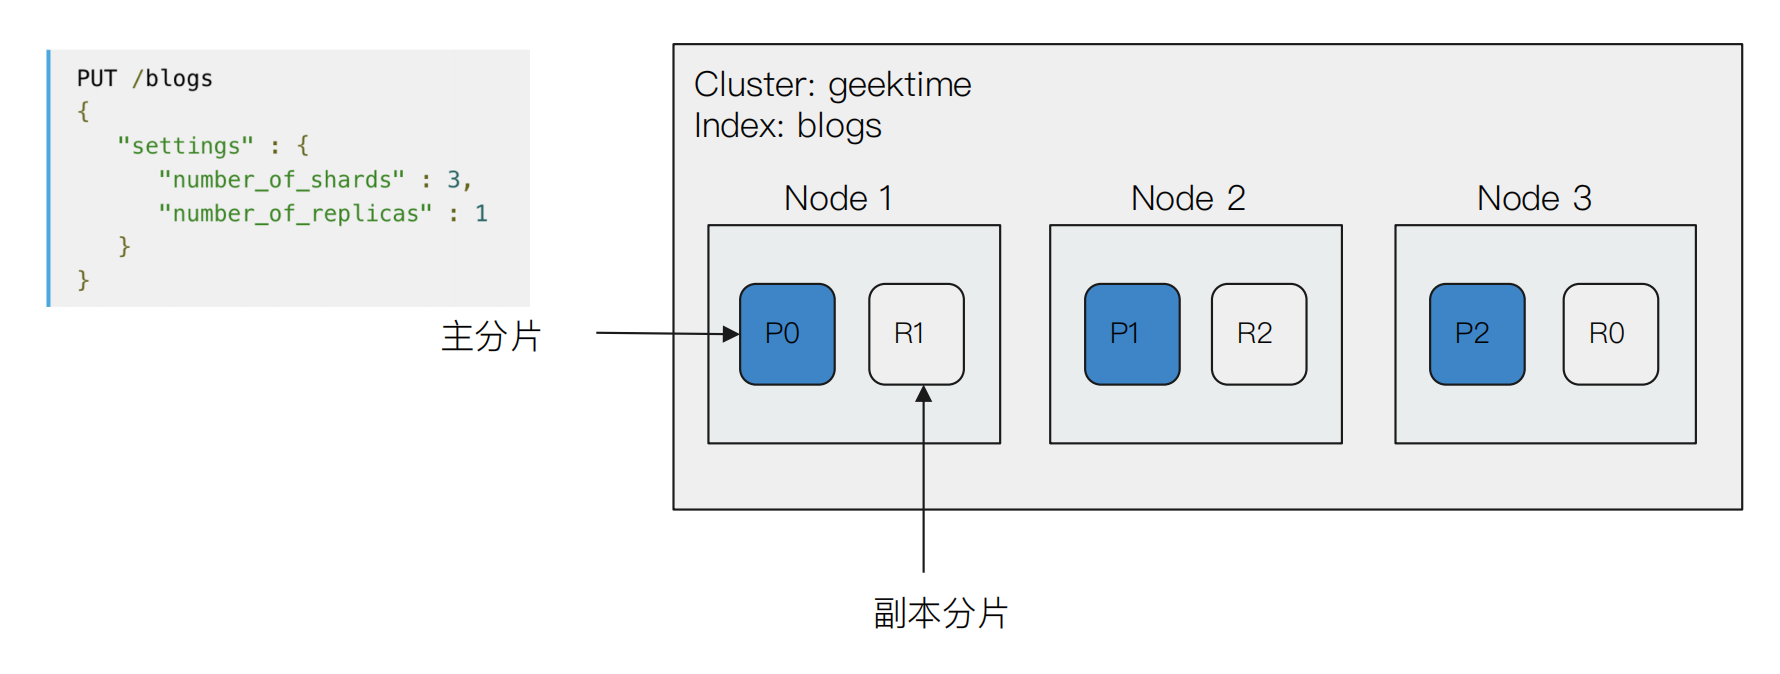 PUT /blogs
{
"settings" : {
"number_of_shards" : 3,
"number_of_replicas" : 1
}
}
主分片
Cluster: geektime
Index: blogs
Node 1
Node 2
Node 3
P0
R1
P1
R2
P2
R0
副本分片